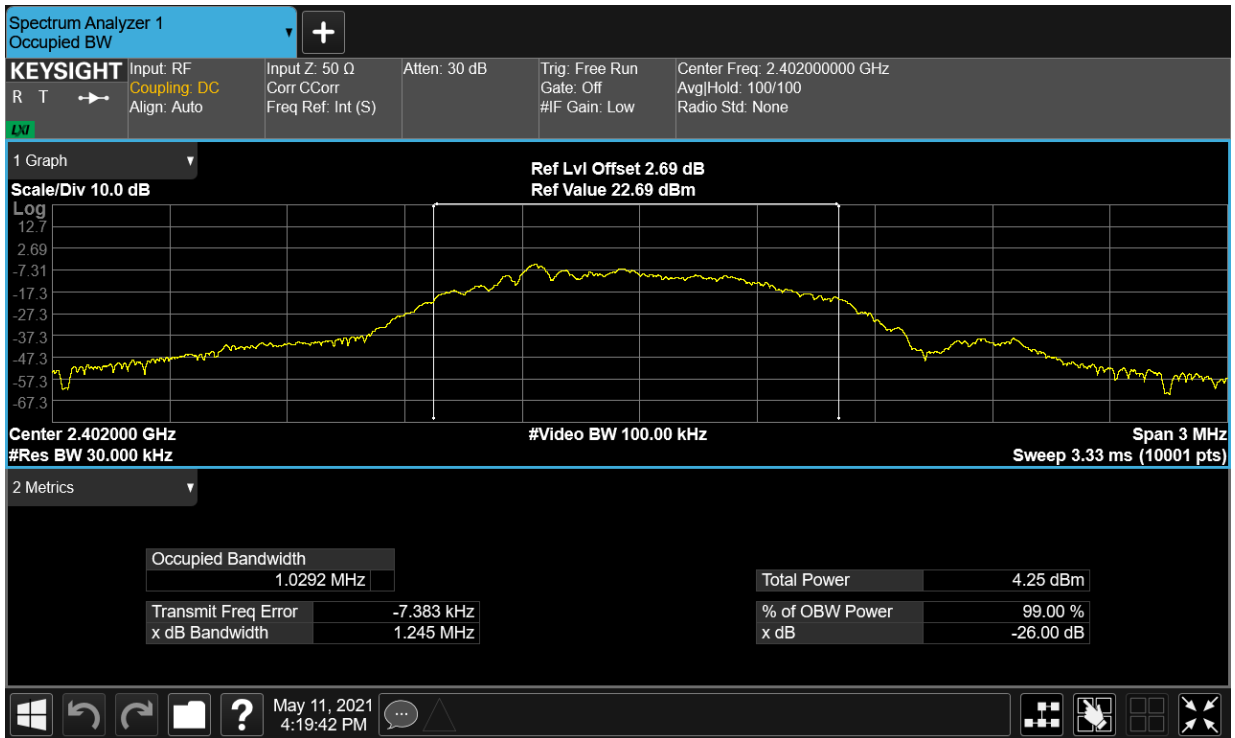 Spectrum Analyzer 1
Occupied BW
KEYSIGHT
R T
LXI
Input: RF
Coupling: DC
Align: Auto
Input Z: 50 Ω
Corr CCorr
Freq Ref: Int (S)
Atten: 30 dB
Trig: Free Run
Gate: Off
#IF Gain: Low
Center Freq: 2.402000000 GHz
Avg|Hold: 100/100
Radio Std: None
1 Graph
Scale/Div 10.0 dB
Ref Lvl Offset 2.69 dB
Ref Value 22.69 dBm
Log
12.7
2.69
-7.31
-17.3
-27.3
-37.3
-47.3
-57.3
-67.3
Center 2.402000 GHz
#Video BW 100.00 kHz
Span 3 MHz
#Res BW 30.000 kHz
Sweep 3.33 ms (10001 pts)
2 Metrics
Occupied Bandwidth
1.0292 MHz
Total Power 4.25 dBm
Transmit Freq Error -7.383 kHz
% of OBW Power 99.00 %
x dB Bandwidth 1.245 MHz
x dB -26.00 dB
?
May 11, 2021
4:19:42 PM